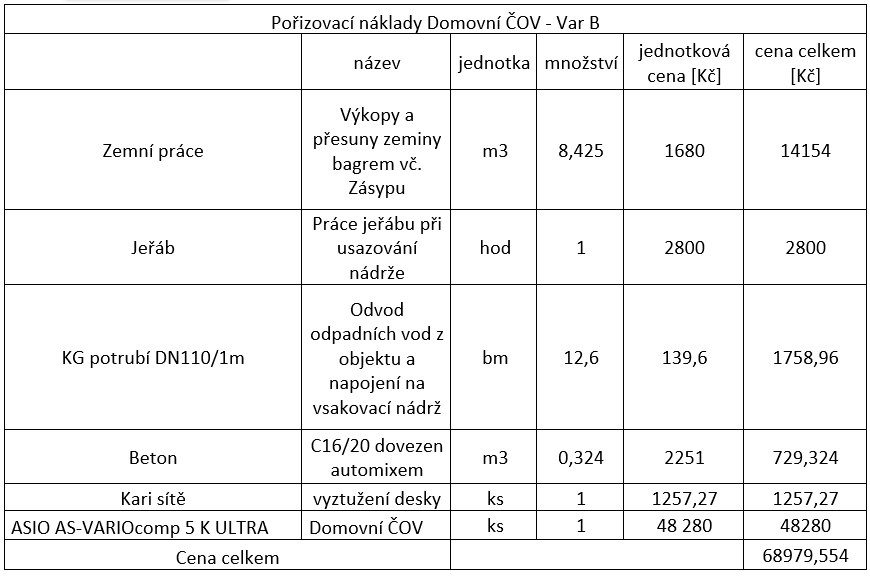 Pořizovací náklady Domovní ČOV - Var B
název jednotka množství jednotková cena [Kč] cena celkem [Kč]
Zemní práce Výkopy a přesuny zeminy bagrem vč. Zásypu m3 8,425 1680 14154
Jeřáb Práce jeřábu při usazování nádrže hod 1 2800 2800
KG potrubí DN110/1m Odvod odpadních vod z objektu a napojení na vsakovací nádrž bm 12,6 139,6 1758,96
Beton C16/20 dovezen automixem m3 0,324 2251 729,324
Kari sítě vyztužení desky ks 1 1257,27 1257,27
ASIO AS-VARIOcomp 5 K ULTRA Domovní ČOV ks 1 48 280 48280
Cena celkem 68979,554